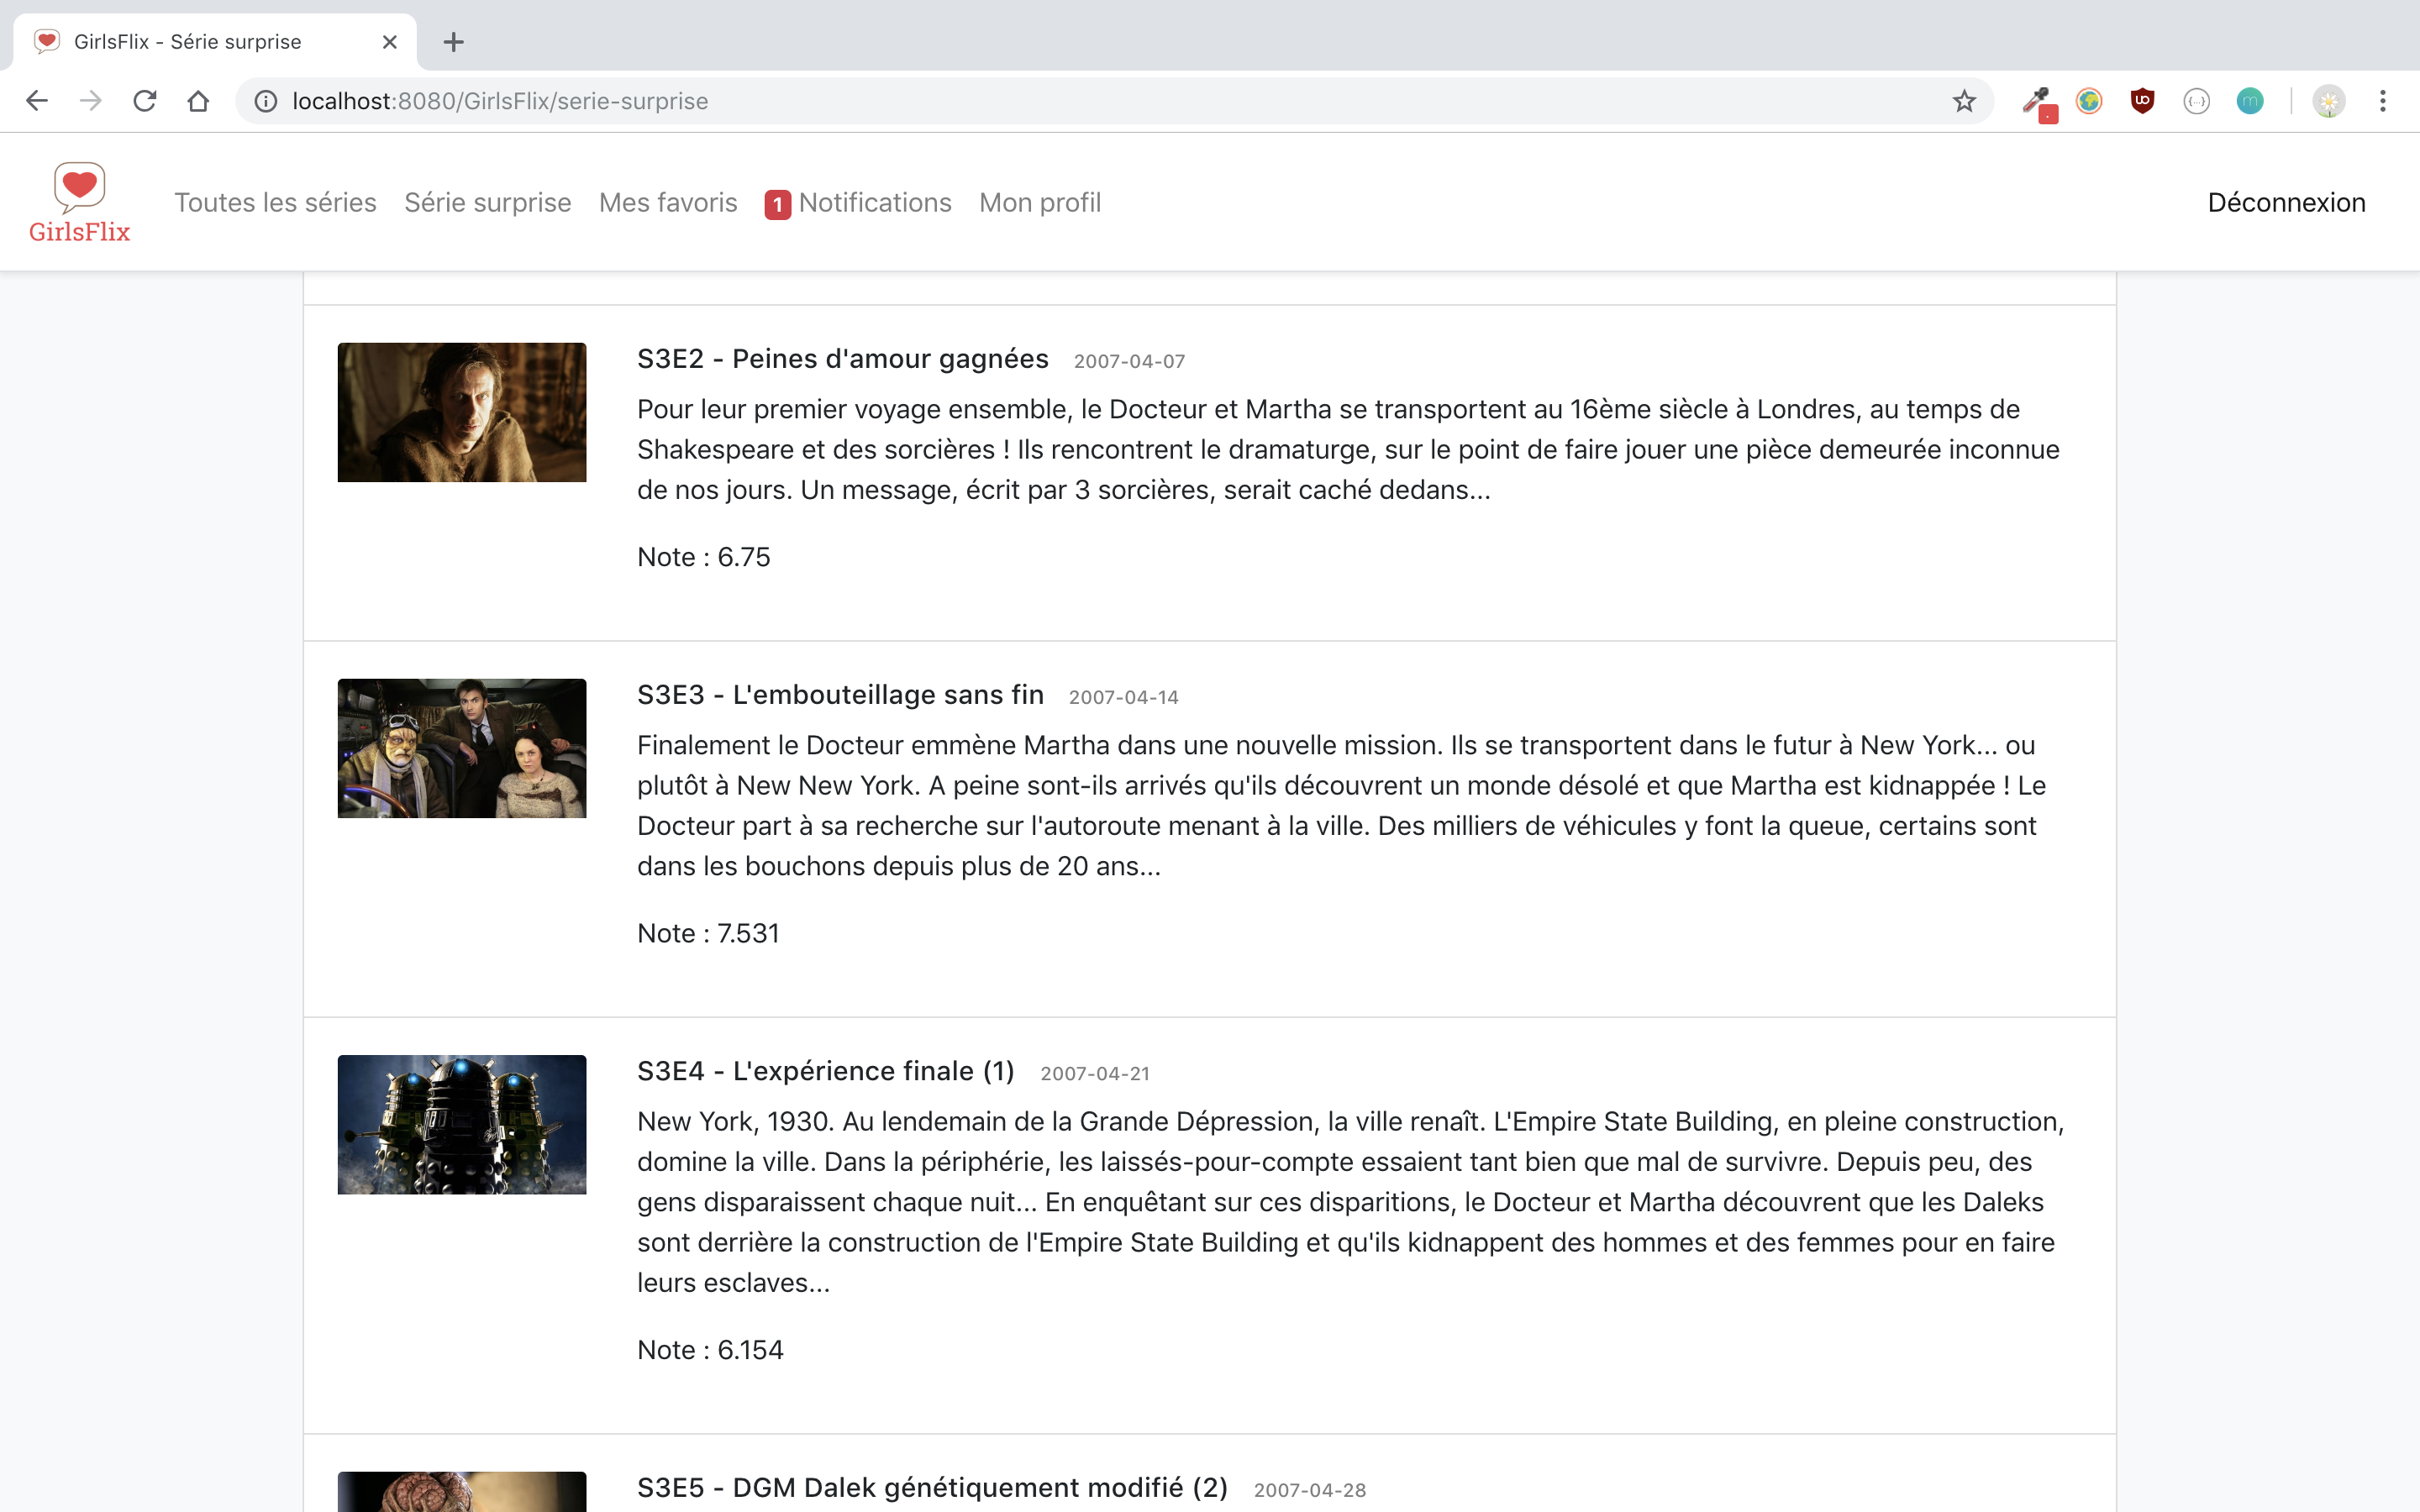 GirlsFlix - Série surprise
localhost:8080/GirlsFlix/serie-surprise
GirlsFlix
Toutes les séries
Série surprise
Mes favoris
1 Notifications
Mon profil
Déconnexion
S3E2 - Peines d'amour gagnées 2007-04-07
Pour leur premier voyage ensemble, le Docteur et Martha se transportent au 16ème siècle à Londres, au temps de
Shakespeare et des sorcières ! Ils rencontrent le dramaturge, sur le point de faire jouer une pièce demeurée inconnue
de nos jours. Un message, écrit par 3 sorcières, serait caché dedans...
Note : 6.75
S3E3 - L'embouteillage sans fin 2007-04-14
Finalement le Docteur emmène Martha dans une nouvelle mission. Ils se transportent dans le futur à New York... ou
plutôt à New New York. A peine sont-ils arrivés qu'ils découvrent un monde désolé et que Martha est kidnappée ! Le
Docteur part à sa recherche sur l'autoroute menant à la ville. Des milliers de véhicules y font la queue, certains sont
dans les bouchons depuis plus de 20 ans...
Note : 7.531
S3E4 - L'expérience finale (1) 2007-04-21
New York, 1930. Au lendemain de la Grande Dépression, la ville renaît. L'Empire State Building, en pleine construction,
domine la ville. Dans la périphérie, les laissés-pour-compte essaient tant bien que mal de survivre. Depuis peu, des
gens disparaissent chaque nuit... En enquêtant sur ces disparitions, le Docteur et Martha découvrent que les Daleks
sont derrière la construction de l'Empire State Building et qu'ils kidnappent des hommes et des femmes pour en faire
leurs esclaves...
Note : 6.154
S3E5 - DGM Dalek génétiquement modifié (2) 2007-04-28